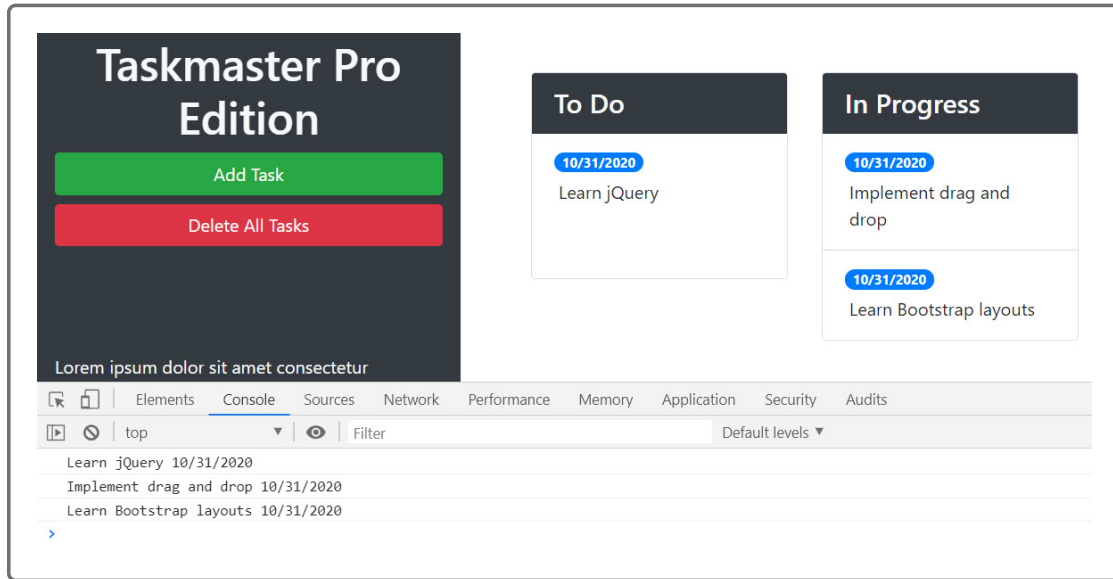 Taskmaster Pro
Edition
Add Task
Delete All Tasks
Lorem ipsum dolor sit amet consectetur
To Do
10/31/2020
Learn jQuery
In Progress
10/31/2020
Implement drag and
drop
10/31/2020
Learn Bootstrap layouts
Elements Console Sources Network Performance Memory Application Security Audits
top Filter Default levels
Learn jQuery 10/31/2020
Implement drag and drop 10/31/2020
Learn Bootstrap layouts 10/31/2020